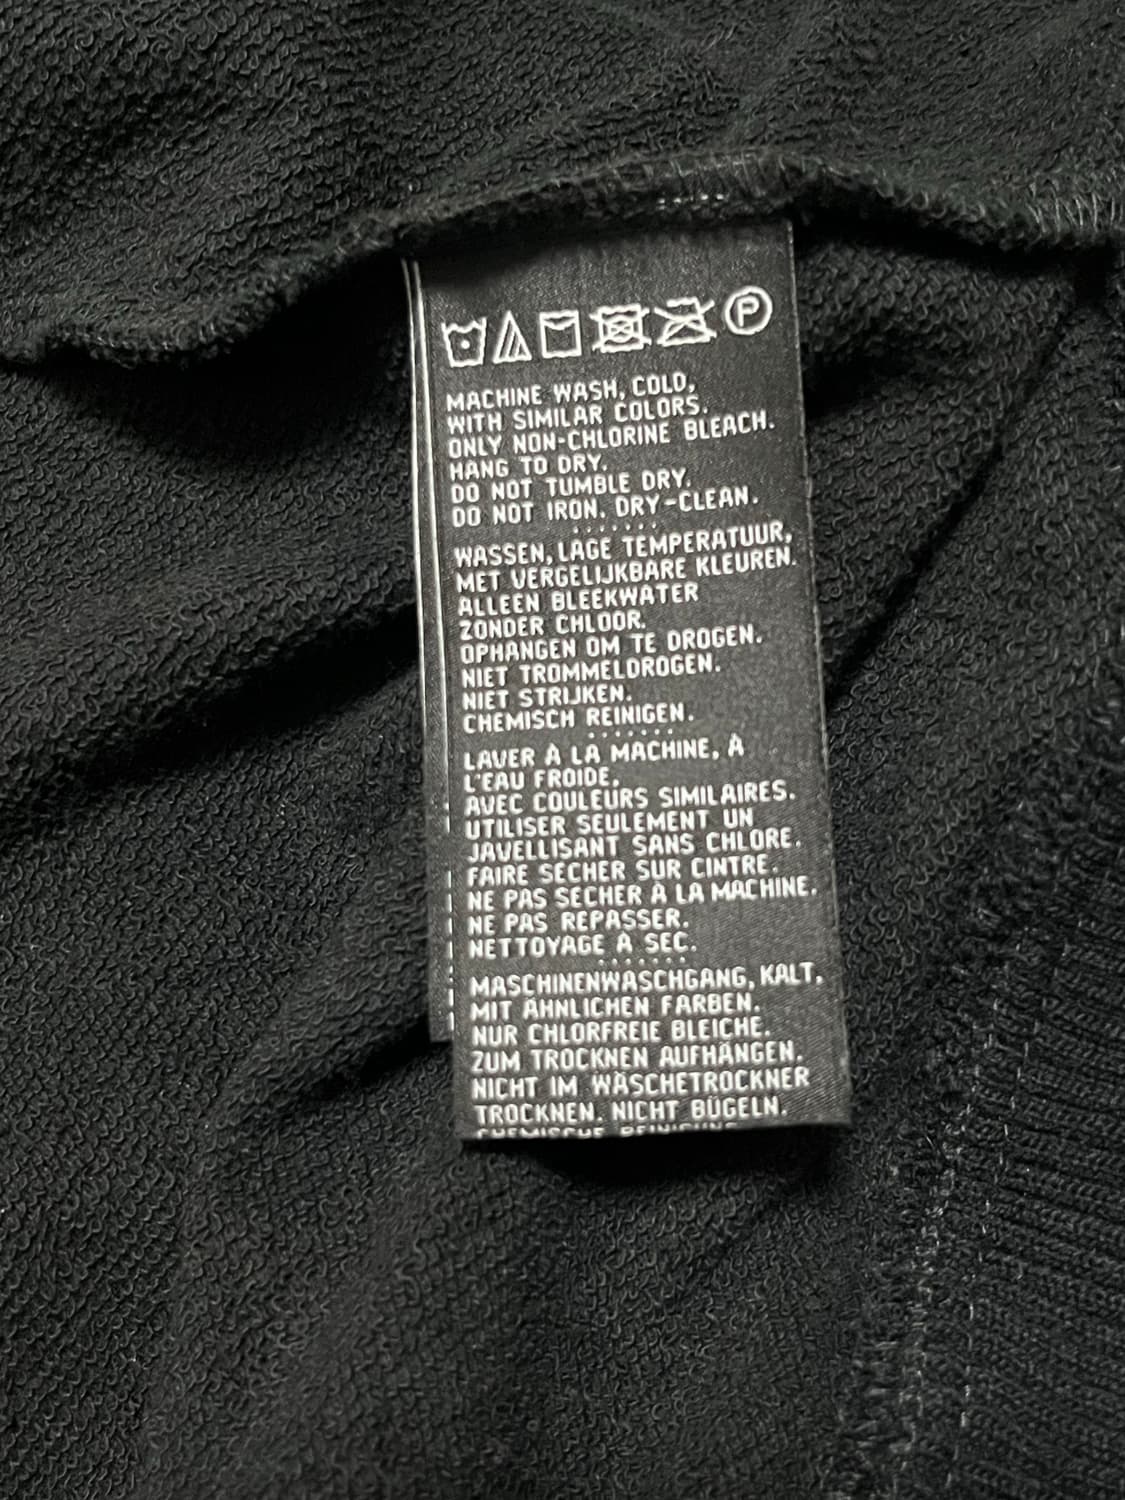 P
MACHINE WASH, COLD,
WITH SIMILAR COLORS.
ONLY NON-CHLORINE BLEACH.
HANG TO DRY.
DO NOT TUMBLE DRY.
DO NOT IRON. DRY-CLEAN.
WASSEN, LAGE TEMPERATUUR,
MET VERGELIJKBARE KLEUREN.
ALLEEN BLEEKWATER
ZONDER CHLOOR.
OPHANGEN OM TE DROGEN.
NIET TROMMELDROGEN.
NIET STRIJKEN.
CHEMISCH REINIGEN.
LAVER À LA MACHINE, À
L'EAU FROIDE,
AVEC COULEURS SIMILAIRES.
UTILISER SEULEMENT UN
JAVELLISANT SANS CHLORE.
FAIRE SÉCHER SUR CINTRE.
NE PAS SÉCHER À LA MACHINE.
NE PAS REPASSER.
NETTOYAGE À SEC.
MASCHINENWASCHGANG, KALT.
MIT ÄHNLICHEN FARBEN.
NUR CHLORFREIE BLEICHE.
ZUM TROCKNEN AUFHÄNGEN.
NICHT IM WÄSCHETROCKNER
TROCKNEN. NICHT BÜGELN.
CHEMISCHE REINIGUNG